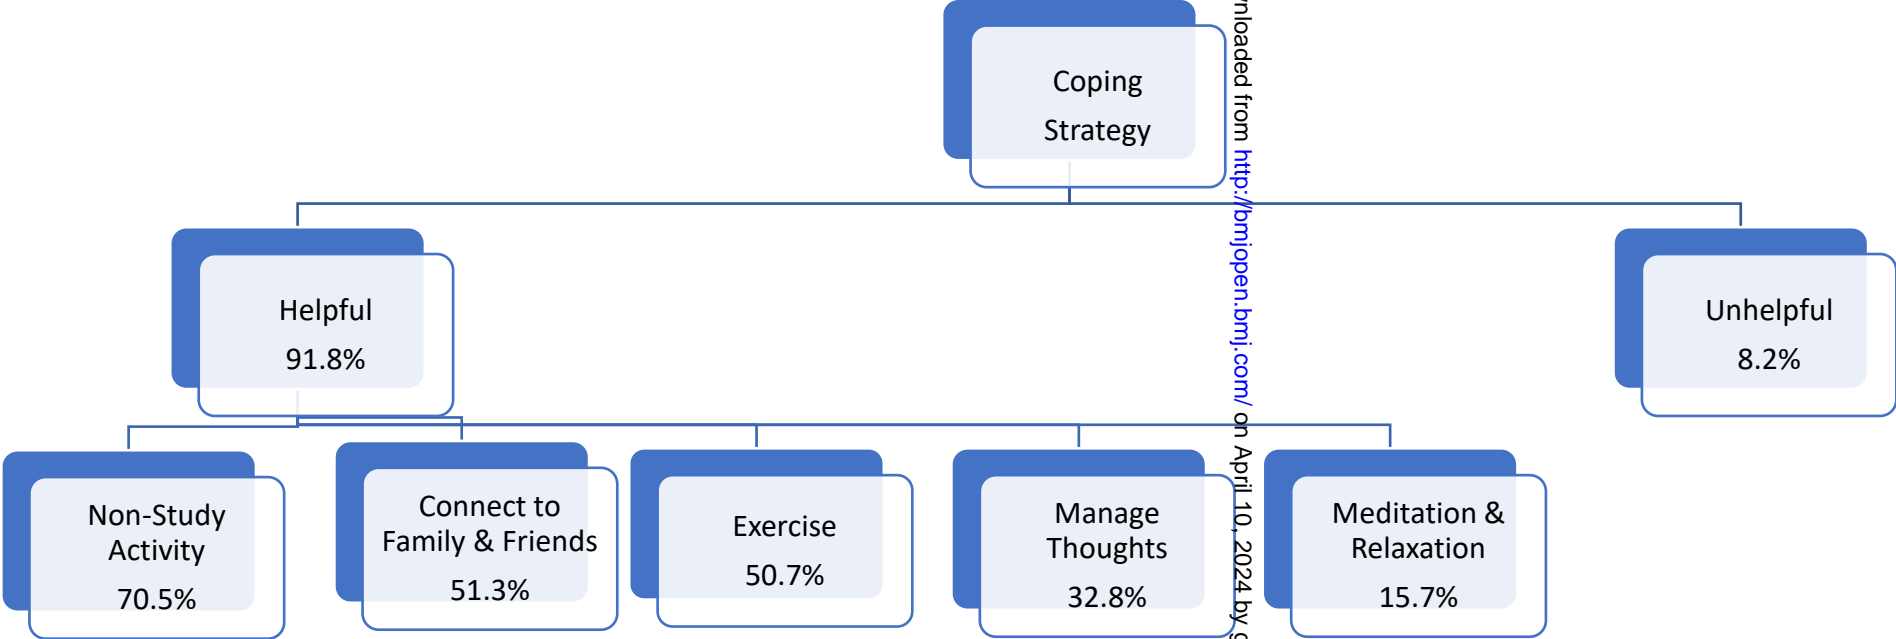 Coping
Strategy
Helpful
91.8%
Unhelpful
8.2%
Non-Study
Activity
70.5%
Connect to
Family & Friends
51.3%
Exercise
50.7%
Manage
Thoughts
32.8%
Meditation &
Relaxation
15.7%
http://bmjopen.bmj.com/ on April 10, 2024 by